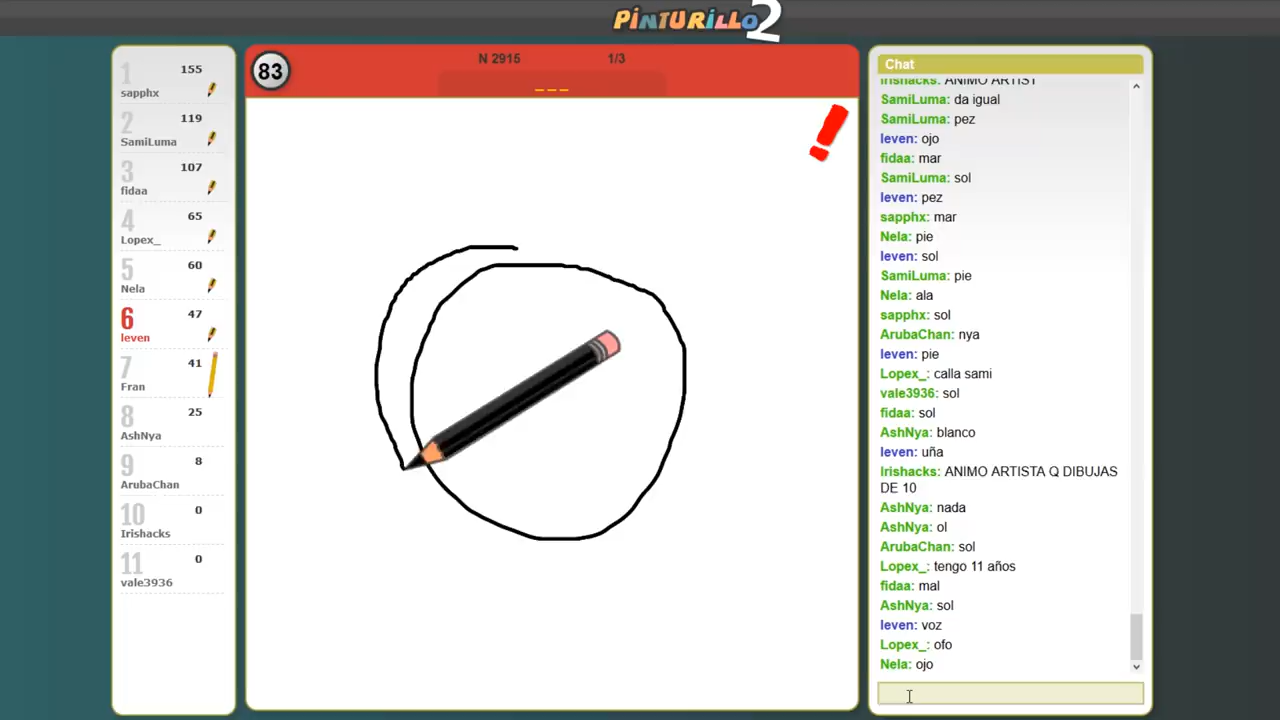 PiNTURiLLO 2
1
155
sapphx
2
119
SamiLuma
3
107
fidaa
4
65
Lopex_
5
60
Nela
6
47
leven
7
41
Fran
8
25
AshNya
9
8
ArubaChan
10
0
Irishacks
11
0
vale3936
83
N 2915
1/3
_ _ _
!
Chat
Irishacks: ANIMO ARTIST
SamiLuma: da igual
SamiLuma: pez
leven: ojo
fidaa: mar
SamiLuma: sol
leven: pez
sapphx: mar
Nela: pie
leven: sol
SamiLuma: pie
Nela: ala
sapphx: sol
ArubaChan: nya
leven: pie
Lopex_: calla sami
vale3936: sol
fidaa: sol
AshNya: blanco
leven: uña
Irishacks: ANIMO ARTISTA Q DIBUJAS
DE 10
AshNya: nada
AshNya: ol
ArubaChan: sol
Lopex_: tengo 11 años
fidaa: mal
AshNya: sol
leven: voz
Lopex_: ofo
Nela: ojo